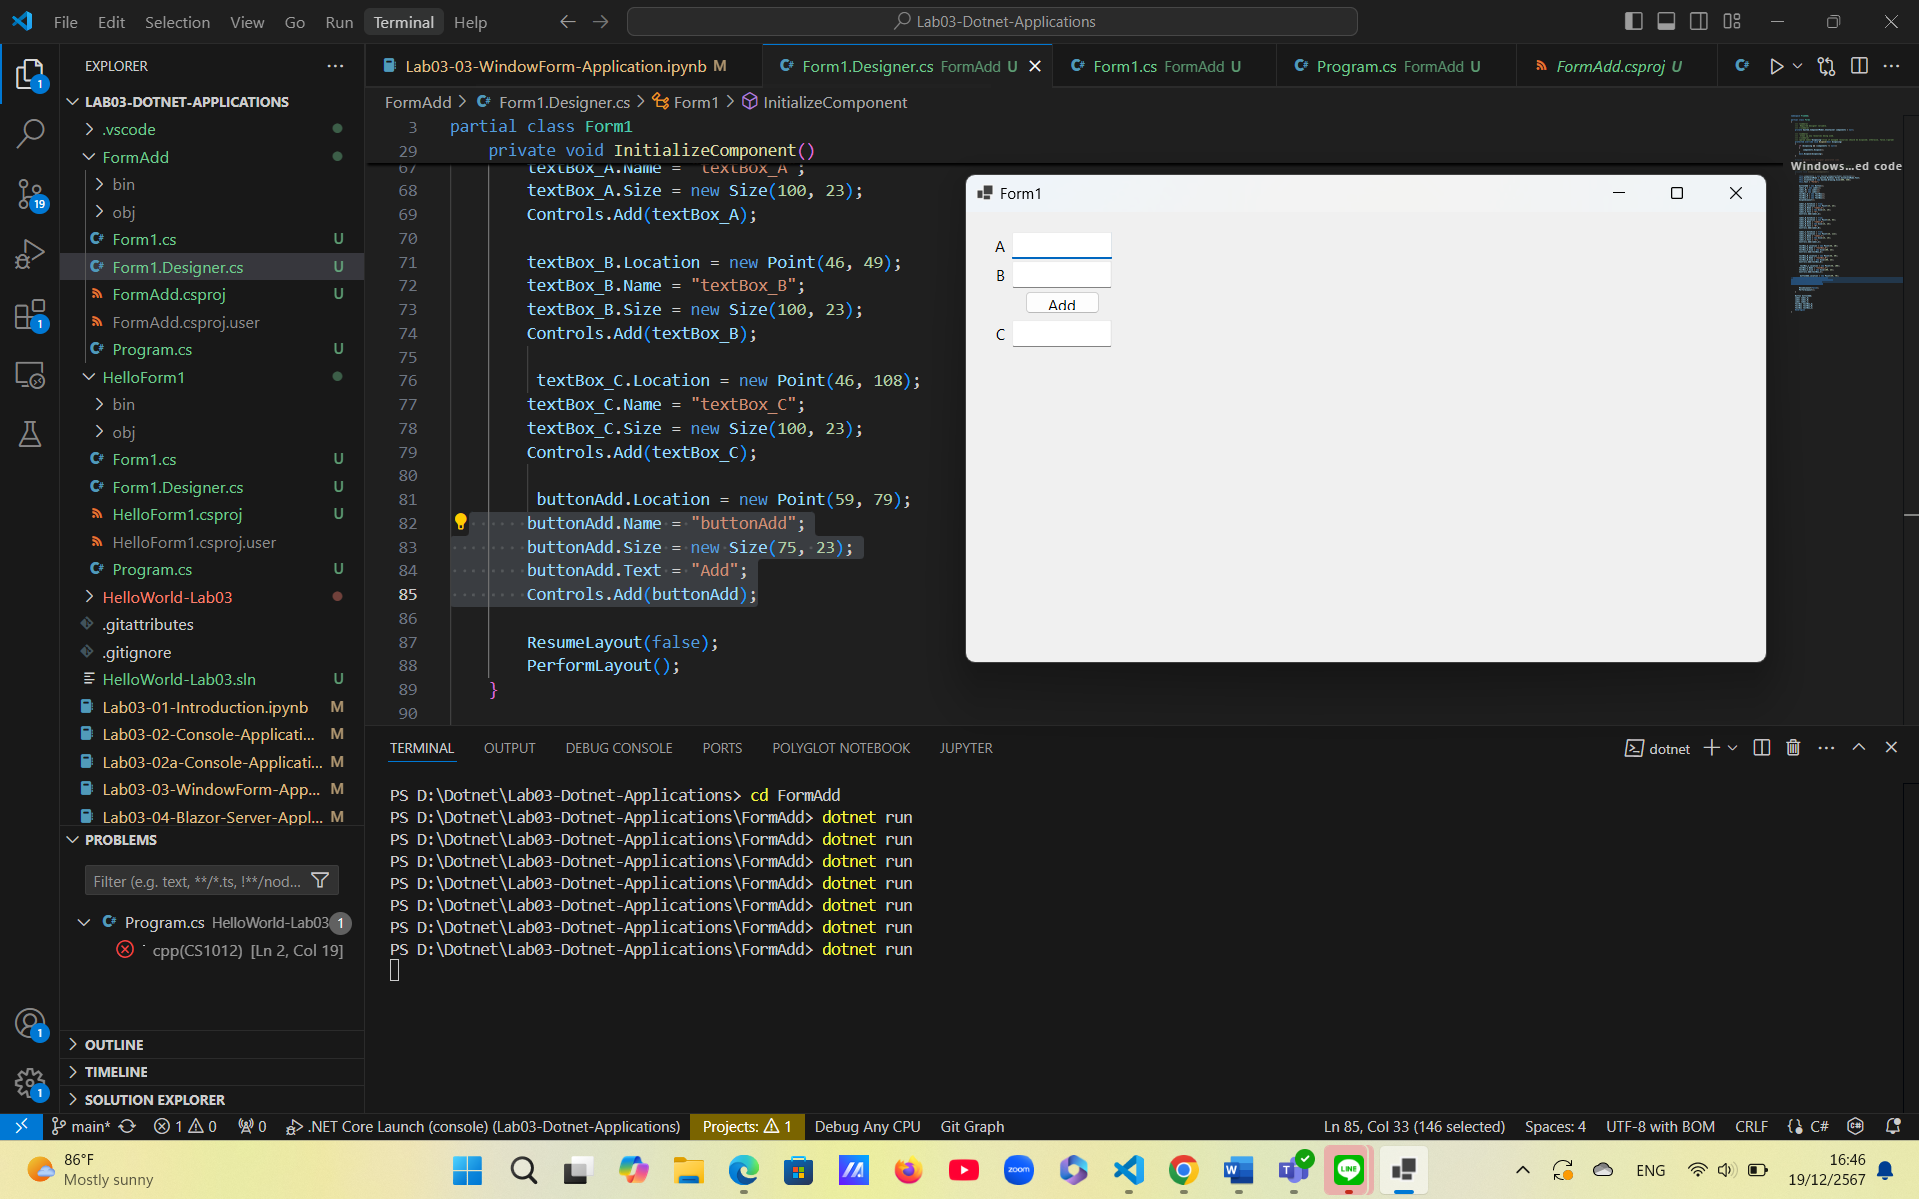 File Edit Selection View Go Run Terminal Help
Lab03-Dotnet-Applications
EXPLORER
LAB03-DOTNET-APPLICATIONS
.vscode
FormAdd
bin
obj
Form1.cs U
Form1.Designer.cs U
FormAdd.csproj U
FormAdd.csproj.user
Program.cs U
HelloForm1
bin
obj
Form1.cs U
Form1.Designer.cs U
HelloForm1.csproj U
HelloForm1.csproj.user
Program.cs U
HelloWorld-Lab03
.gitattributes
.gitignore
HelloWorld-Lab03.sln U
Lab03-01-Introduction.ipynb M
Lab03-02-Console-Applicati... M
Lab03-02a-Console-Applicati... M
Lab03-03-WindowForm-App... M
Lab03-04-Blazor-Server-Appl... M
PROBLEMS
Filter (e.g. text, **/*.ts, !**/nod...
Program.cs HelloWorld-Lab03 1
cpp(CS1012) [Ln 2, Col 19]
OUTLINE
TIMELINE
SOLUTION EXPLORER
1
19
1
1
1
Lab03-03-WindowForm-Application.ipynb M
Form1.Designer.cs FormAdd U
Form1.cs FormAdd U
Program.cs FormAdd U
FormAdd.csproj U
FormAdd > Form1.Designer.cs > Form1 > InitializeComponent
3 partial class Form1
29 private void InitializeComponent()
67 textBox_A.Name = "textBox_A";
68 textBox_A.Size = new Size(100, 23);
69 Controls.Add(textBox_A);
70
71 textBox_B.Location = new Point(46, 49);
72 textBox_B.Name = "textBox_B";
73 textBox_B.Size = new Size(100, 23);
74 Controls.Add(textBox_B);
75
76 textBox_C.Location = new Point(46, 108);
77 textBox_C.Name = "textBox_C";
78 textBox_C.Size = new Size(100, 23);
79 Controls.Add(textBox_C);
80
81 buttonAdd.Location = new Point(59, 79);
82 buttonAdd.Name = "buttonAdd";
83 buttonAdd.Size = new Size(75, 23);
84 buttonAdd.Text = "Add";
85 Controls.Add(buttonAdd);
86
87 ResumeLayout(false);
88 PerformLayout();
89 }
90
Windows...ed code
Form1
A
B
Add
C
TERMINAL OUTPUT DEBUG CONSOLE PORTS POLYGLOT NOTEBOOK JUPYTER
dotnet
PS D:\Dotnet\Lab03-Dotnet-Applications> cd FormAdd
PS D:\Dotnet\Lab03-Dotnet-Applications\FormAdd> dotnet run
PS D:\Dotnet\Lab03-Dotnet-Applications\FormAdd> dotnet run
PS D:\Dotnet\Lab03-Dotnet-Applications\FormAdd> dotnet run
PS D:\Dotnet\Lab03-Dotnet-Applications\FormAdd> dotnet run
PS D:\Dotnet\Lab03-Dotnet-Applications\FormAdd> dotnet run
PS D:\Dotnet\Lab03-Dotnet-Applications\FormAdd> dotnet run
PS D:\Dotnet\Lab03-Dotnet-Applications\FormAdd> dotnet run
main* 1 0 0 .NET Core Launch (console) (Lab03-Dotnet-Applications) Projects: 1 Debug Any CPU Git Graph
Ln 85, Col 33 (146 selected) Spaces: 4 UTF-8 with BOM CRLF C#
86°F
Mostly sunny
zoom
LINE
ENG
16:46
19/12/2567